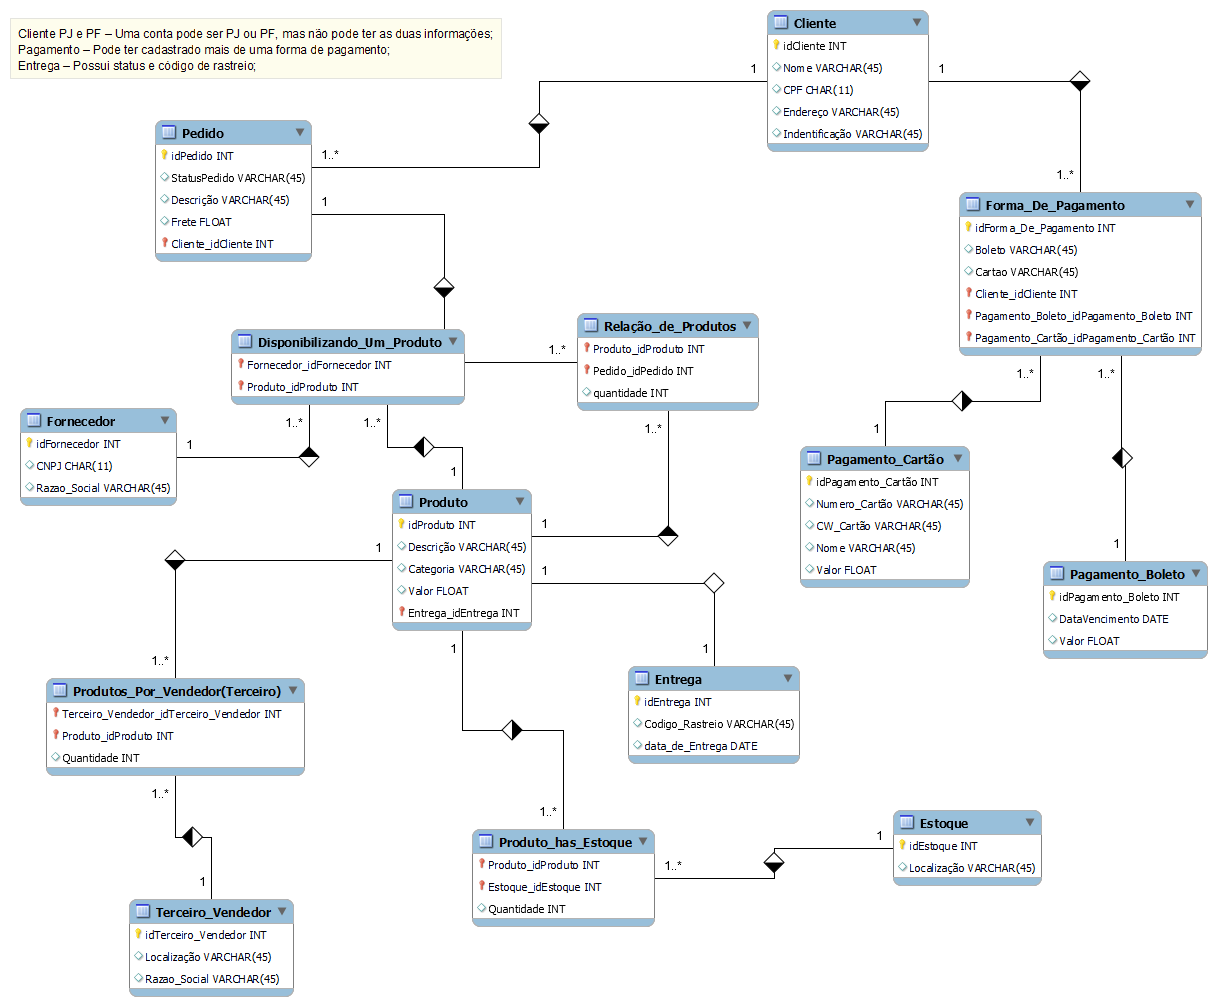 Cliente PJ e PF – Uma conta pode ser PJ ou PF, mas não pode ter as duas informações;
Pagamento – Pode ter cadastrado mais de uma forma de pagamento;
Entrega – Possui status e código de rastreio;
Cliente
idCliente INT
Nome VARCHAR(45)
CPF CHAR(11)
Endereço VARCHAR(45)
Indentificação VARCHAR(45)
1
1
1..*
1..*
Pedido
idPedido INT
StatusPedido VARCHAR(45)
Descrição VARCHAR(45)
Frete FLOAT
Cliente_idCliente INT
1..*
1
Forma_De_Pagamento
idForma_De_Pagamento INT
Boleto VARCHAR(45)
Cartao VARCHAR(45)
Cliente_idCliente INT
Pagamento_Boleto_idPagamento_Boleto INT
Pagamento_Cartão_idPagamento_Cartão INT
1..*
1..*
Disponibilizando_Um_Produto
Fornecedor_idFornecedor INT
Produto_idProduto INT
1..*
1..*
Relação_de_Produtos
Produto_idProduto INT
Pedido_idPedido INT
quantidade INT
1..*
Fornecedor
idFornecedor INT
CNPJ CHAR(11)
Razao_Social VARCHAR(45)
1
1
Pagamento_Cartão
idPagamento_Cartão INT
Numero_Cartão VARCHAR(45)
CW_Cartão VARCHAR(45)
Nome VARCHAR(45)
Valor FLOAT
1
1
Pagamento_Boleto
idPagamento_Boleto INT
DataVencimento DATE
Valor FLOAT
Produto
idProduto INT
Descrição VARCHAR(45)
Categoria VARCHAR(45)
Valor FLOAT
Entrega_idEntrega INT
1
1
1
1
1
1..*
Produtos_Por_Vendedor(Terceiro)
Terceiro_Vendedor_idTerceiro_Vendedor INT
Produto_idProduto INT
Quantidade INT
1..*
Entrega
idEntrega INT
Codigo_Rastreio VARCHAR(45)
data_de_Entrega DATE
1..*
Produto_has_Estoque
Produto_idProduto INT
Estoque_idEstoque INT
Quantidade INT
1..*
1
Estoque
idEstoque INT
Localização VARCHAR(45)
1
Terceiro_Vendedor
idTerceiro_Vendedor INT
Localização VARCHAR(45)
Razao_Social VARCHAR(45)